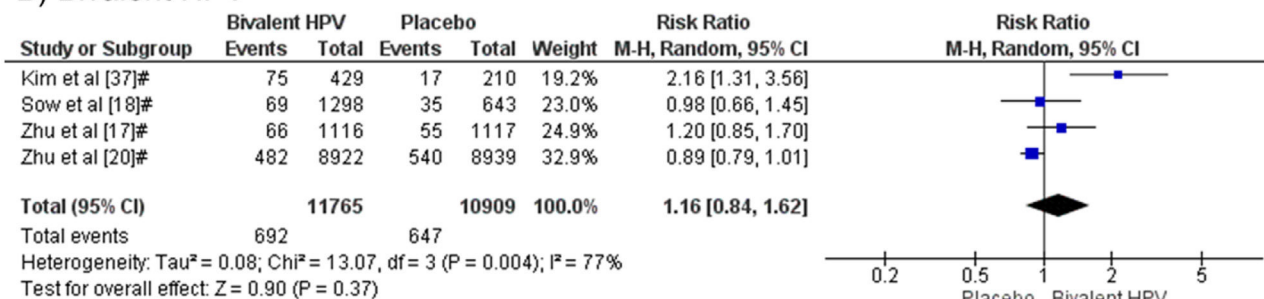 Bivalent HPV Placebo Risk Ratio Risk Ratio
Study or Subgroup Events Total Events Total Weight M-H, Random, 95% CI M-H, Random, 95% CI
Kim et al [37]# 75 429 17 210 19.2% 2.16 [1.31, 3.56]
Sow et al [18]# 69 1298 35 643 23.0% 0.98 [0.66, 1.45]
Zhu et al [17]# 66 1116 55 1117 24.9% 1.20 [0.85, 1.70]
Zhu et al [20]# 482 8922 540 8939 32.9% 0.89 [0.79, 1.01]
Total (95% CI) 11765 10909 100.0% 1.16 [0.84, 1.62]
Total events 692 647
Heterogeneity: Tau² = 0.08; Chi² = 13.07, df = 3 (P = 0.004); I² = 77%
Test for overall effect: Z = 0.90 (P = 0.37)
0.2 0.5 1 2 5
Placebo Bivalent HPV